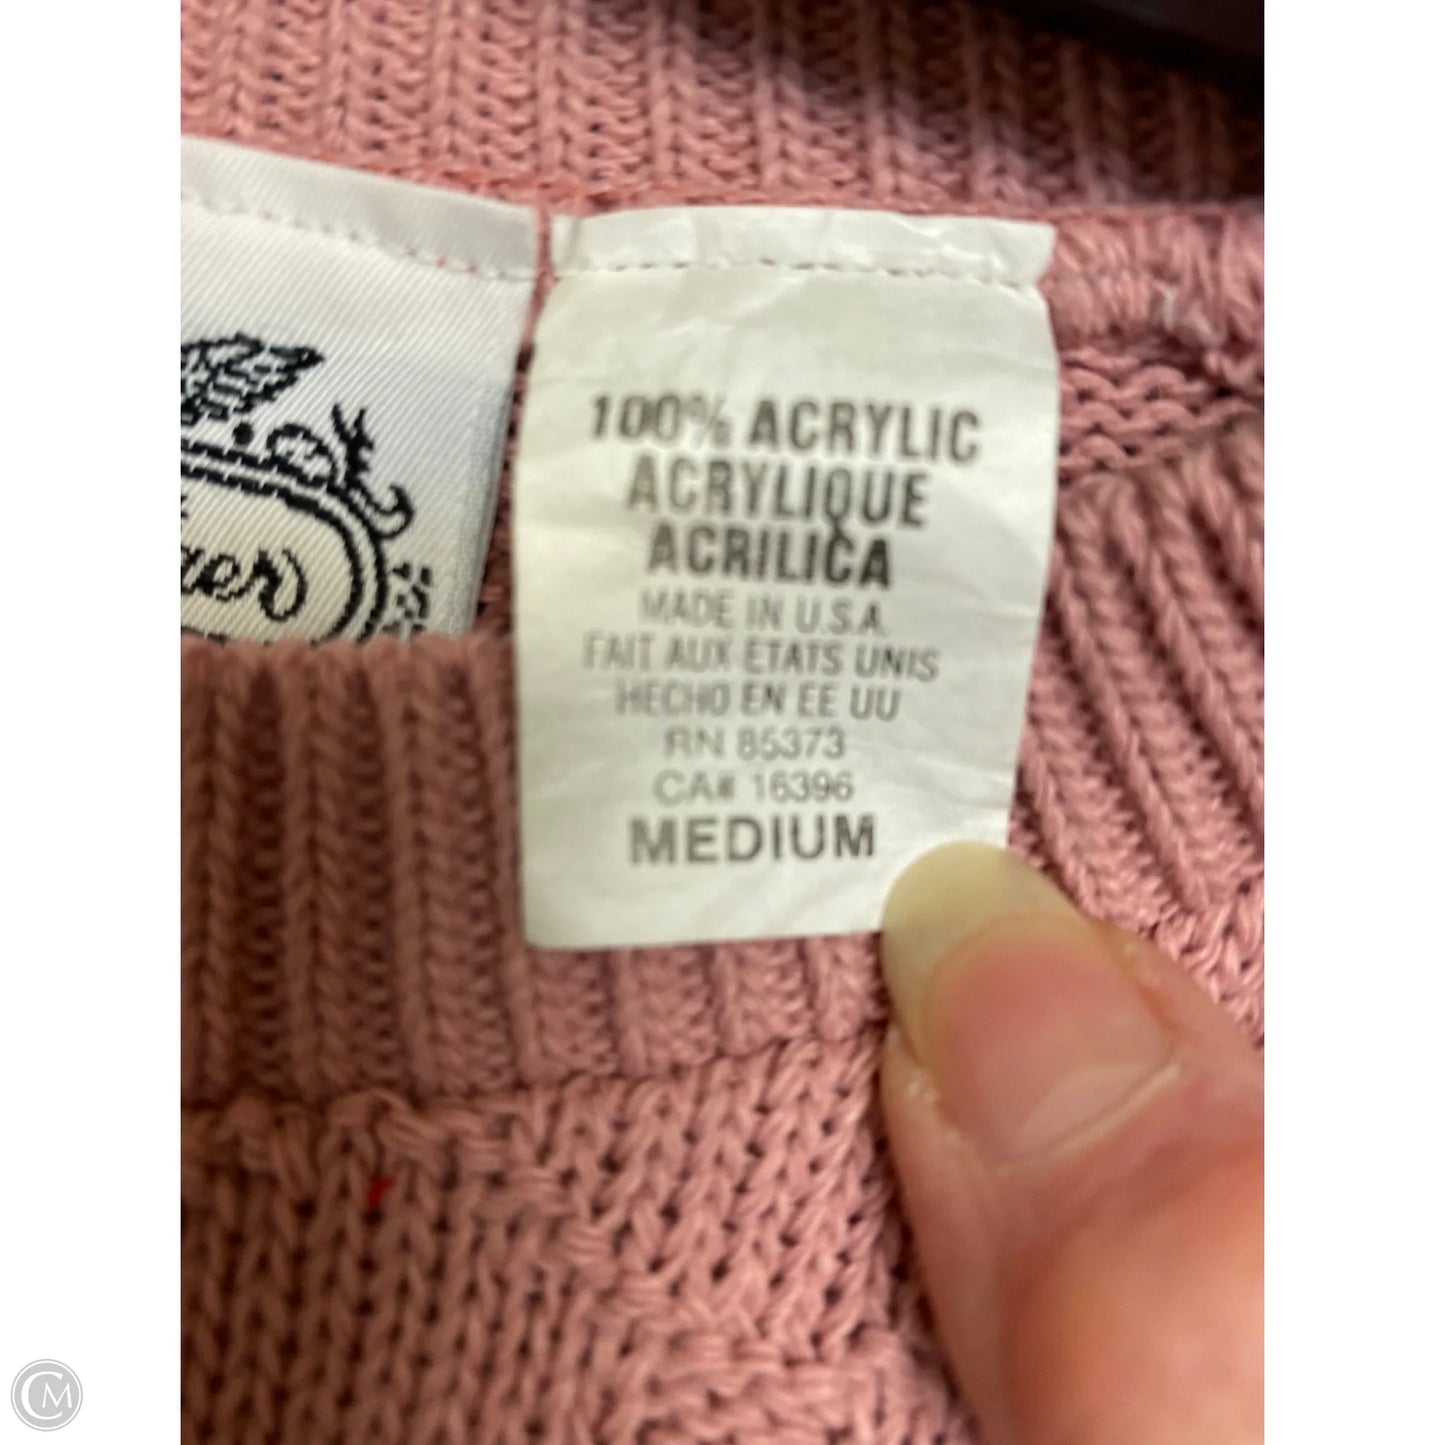 100% ACRYLIC
ACRYLIQUE
ACRILICA
MADE IN U.S.A.
FAIT AUX ETATS UNIS
HECHO EN EE UU
RN 85373
CA# 16396
MEDIUM
CM